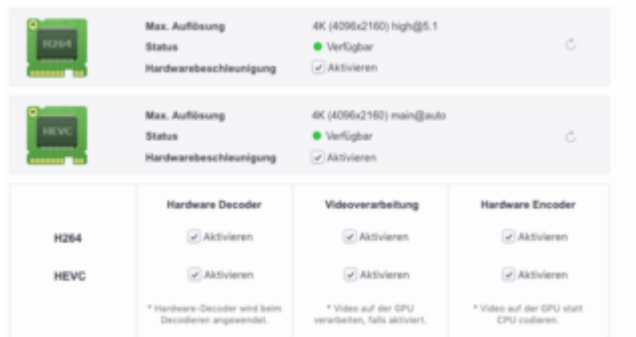 H264
Max. Auflösung 4K (4096x2160) high@5.1
Status Verfügbar
Hardwarebeschleunigung Aktivieren
HEVC
Max. Auflösung 4K (4096x2160) main@auto
Status Verfügbar
Hardwarebeschleunigung Aktivieren
Hardware Decoder Videoverarbeitung Hardware Encoder
H264 Aktivieren Aktivieren Aktivieren
HEVC Aktivieren Aktivieren Aktivieren
* Hardware-Decoder wird beim * Video auf der GPU * Video auf der GPU statt
Decodieren angewendet. verarbeiten, falls aktiviert. CPU codieren.